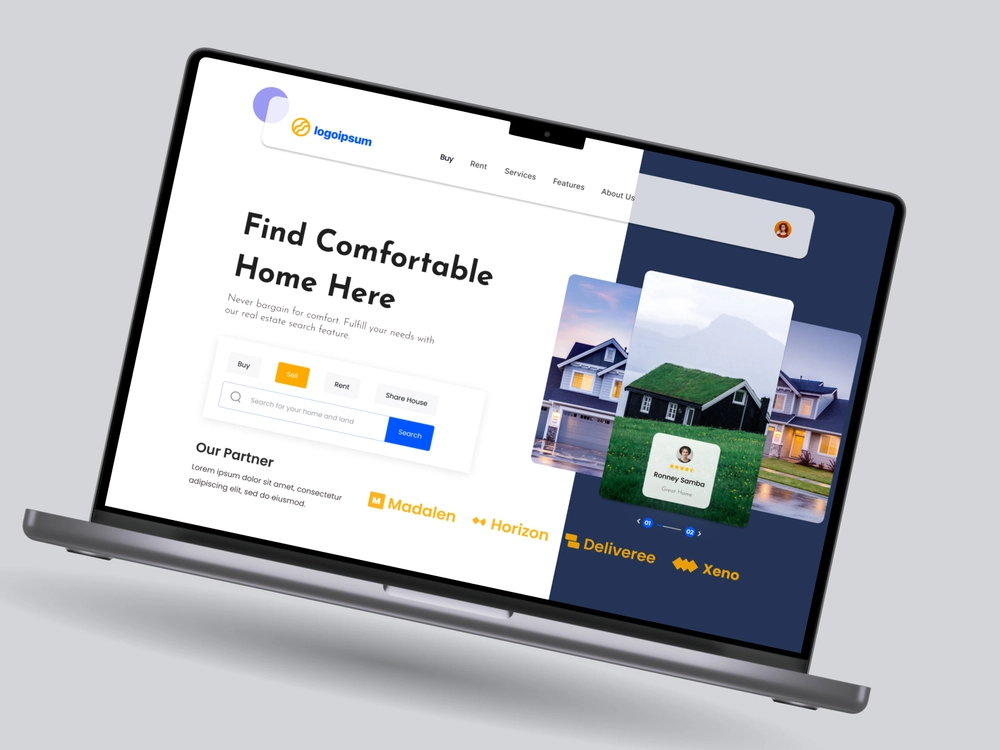 logoipsum
Buy
Rent
Services
Features
About Us
Find Comfortable
Home Here
Never bargain for comfort. Fulfill your needs with
our real estate search feature.
Buy
Sell
Rent
Share House
Search for your home and land
Search
Ronney Samba
Great Home
01
02
Our Partner
Lorem ipsum dolor sit amet, consectetur
adipiscing elit, sed do eiusmod.
M Madalen
Horizon
Deliveree
Xeno